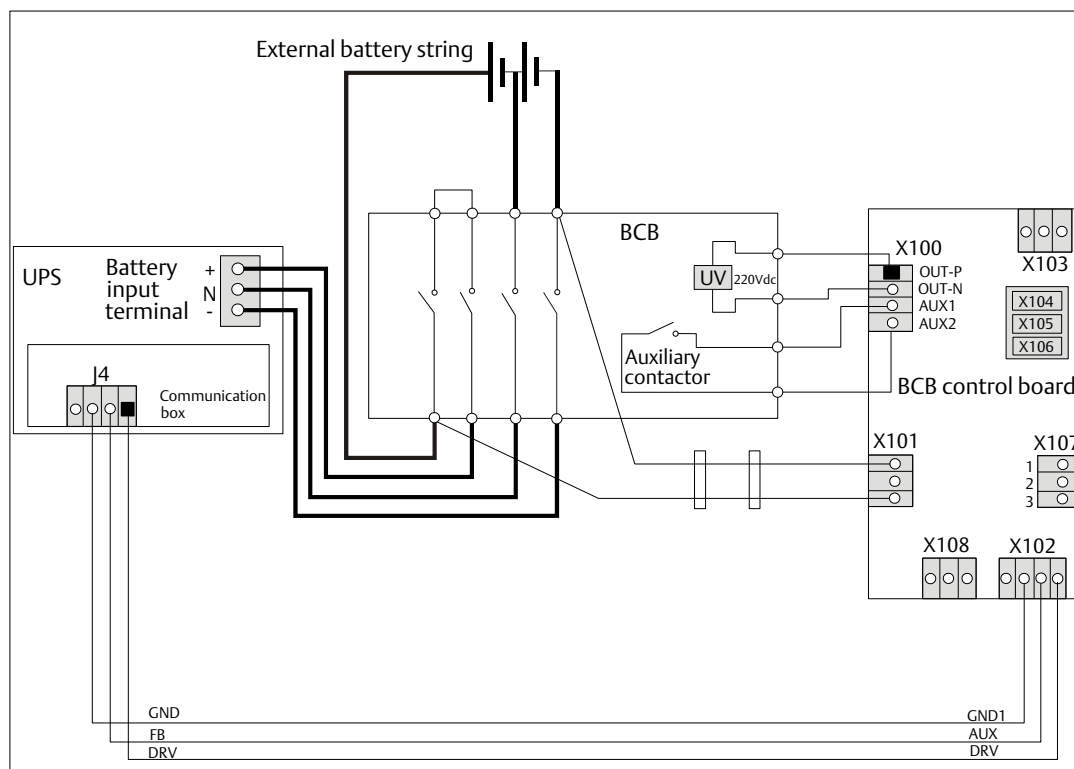 External battery string
BCB
UPS
Battery
input
terminal
+
N
-
UV
220Vdc
Auxiliary
contactor
X100
OUT-P
OUT-N
AUX1
AUX2
X103
X104
X105
X106
BCB control board
J4
Communication
box
X101
X107
1
2
3
X108
X102
GND
GND1
FB
AUX
DRV
DRV